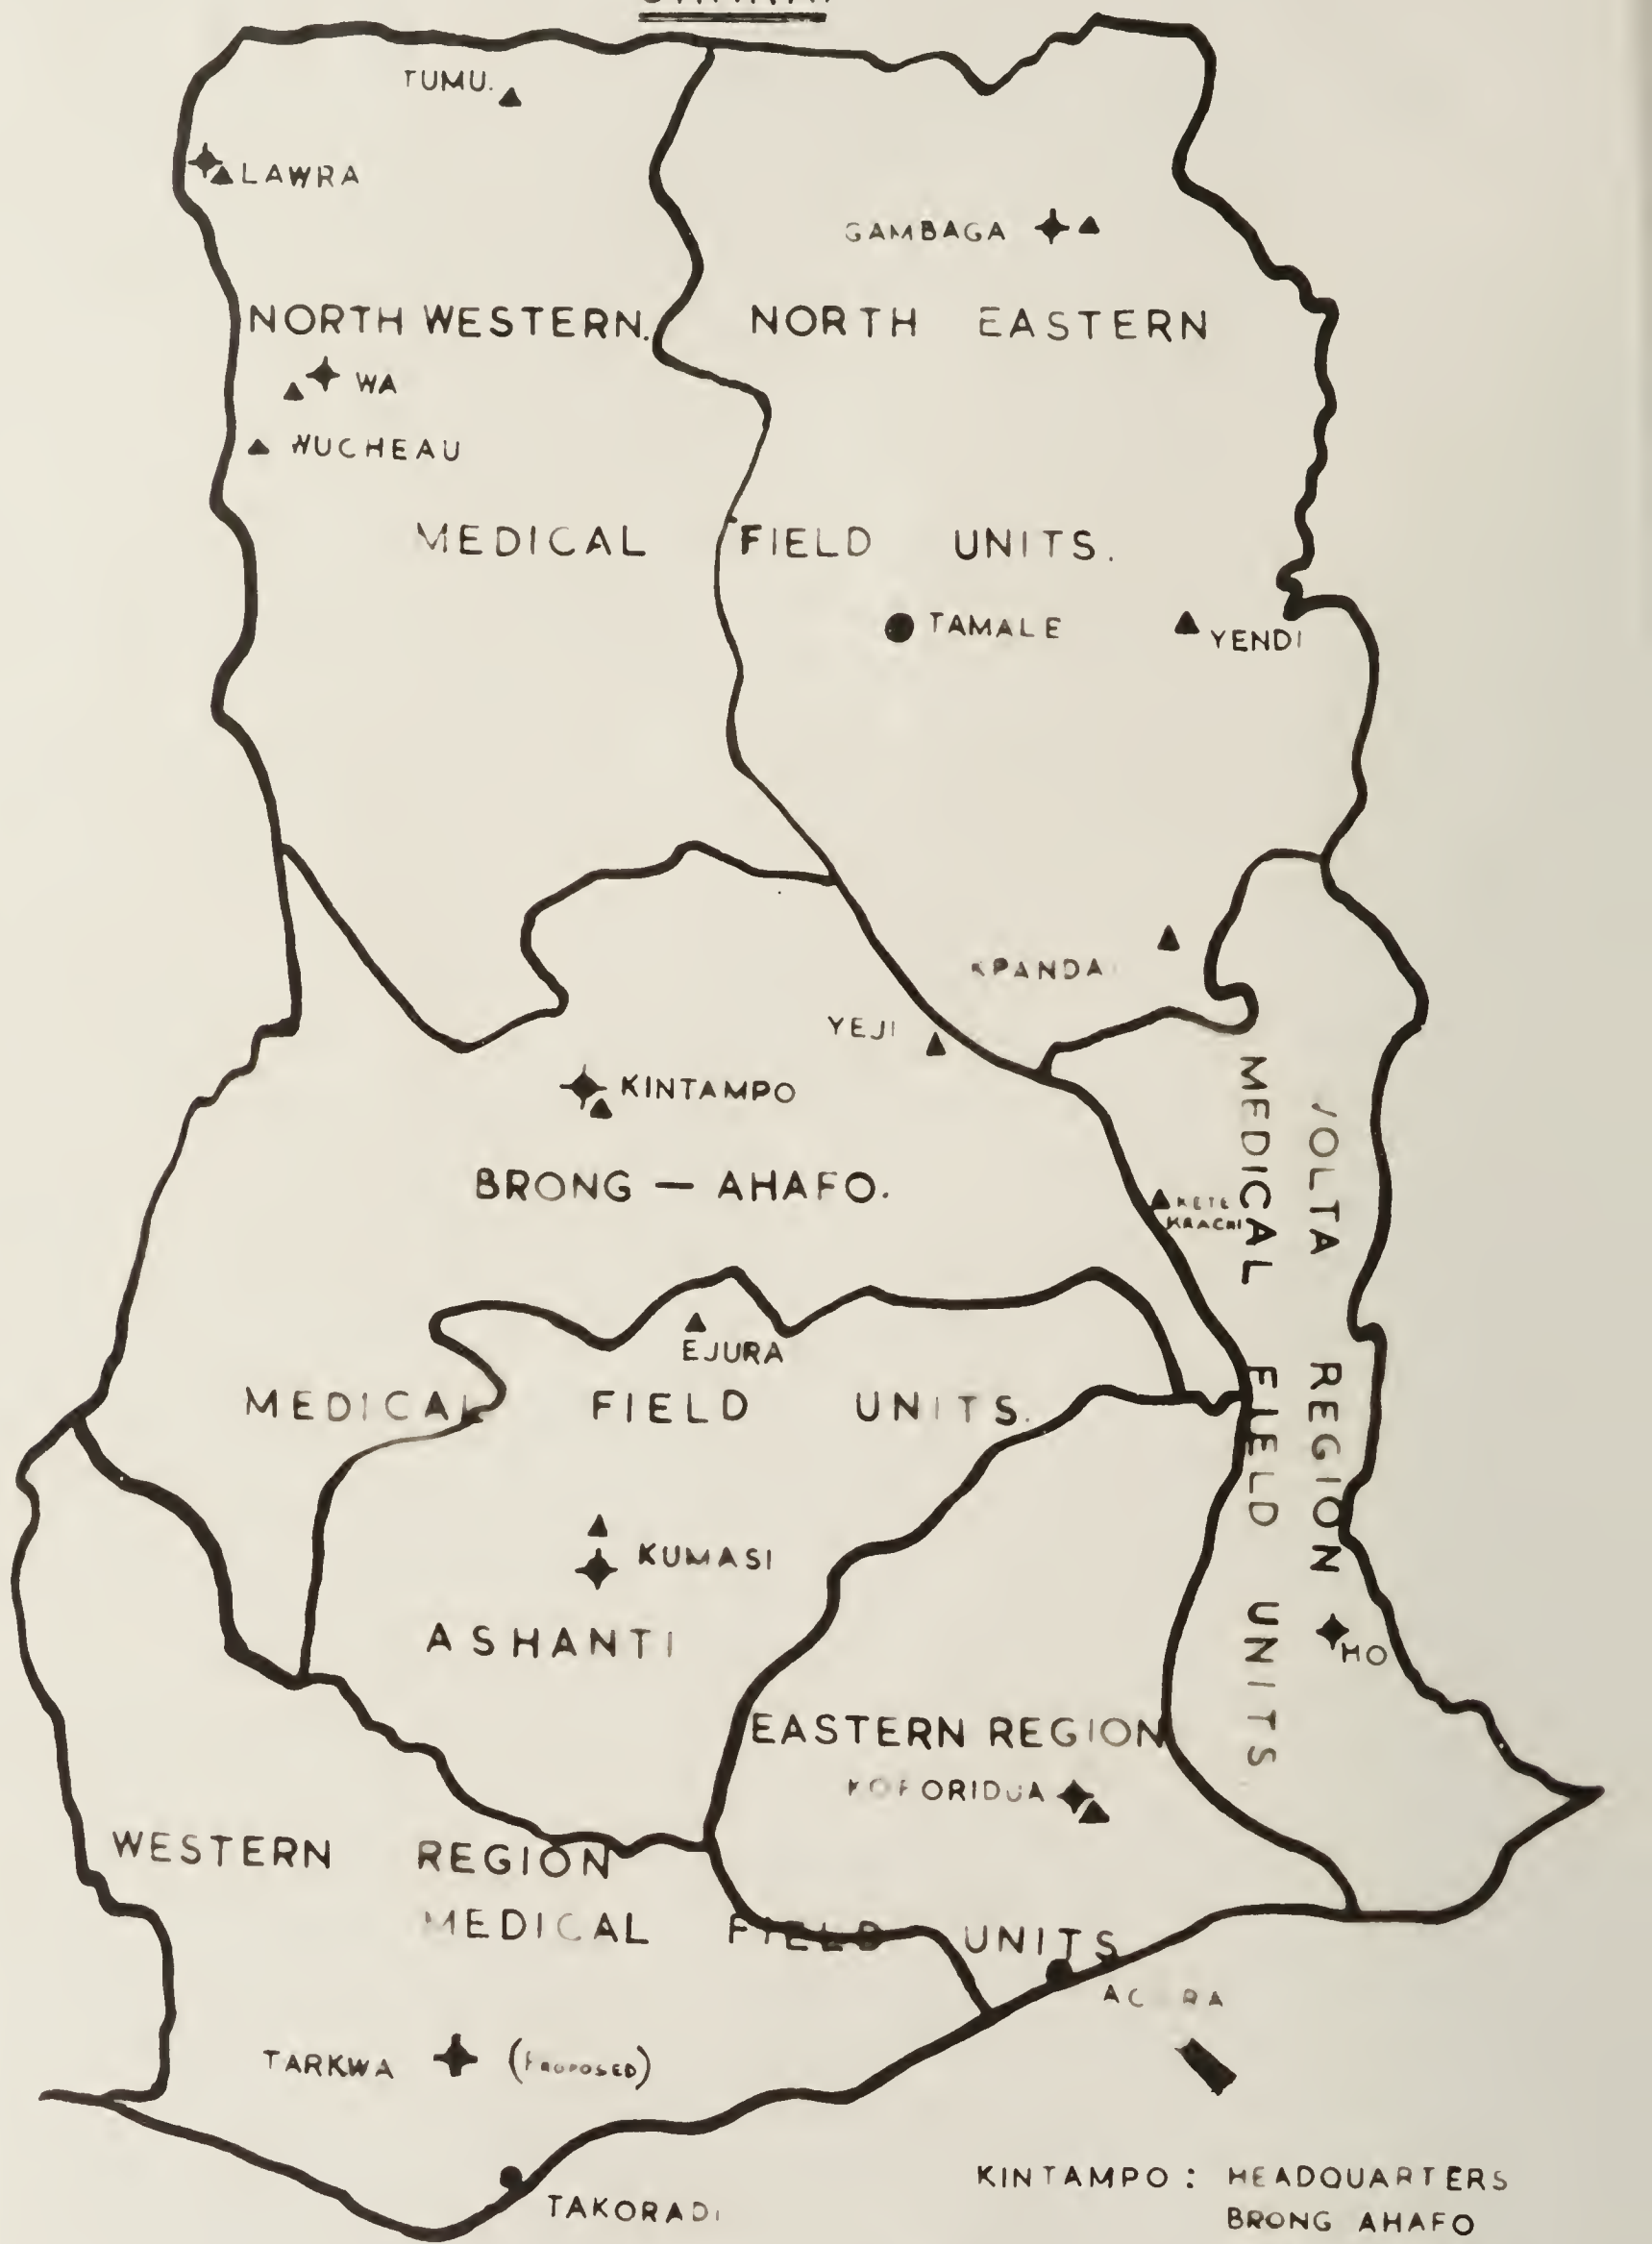 TUMU.
LAWRA
GAMBAGA
NORTH WESTERN.
NORTH EASTERN
WA
WUCHEAU
MEDICAL FIELD UNITS.
TAMALE
YENDI
KPANDA
YEJI
KINTAMPO
BRONG — AHAFO.
KETE
KRACHI
VOLTA REGION
MEDICAL FIELD UNITS
EJURA
MEDICAL FIELD UNITS.
KUMASI
ASHANTI
HO
EASTERN REGION
KOFORIDUA
WESTERN REGION
MEDICAL FIELD UNITS
TARKWA (PROPOSED)
TAKORADI
KINTAMPO : HEADQUARTERS
BRONG AHAFO